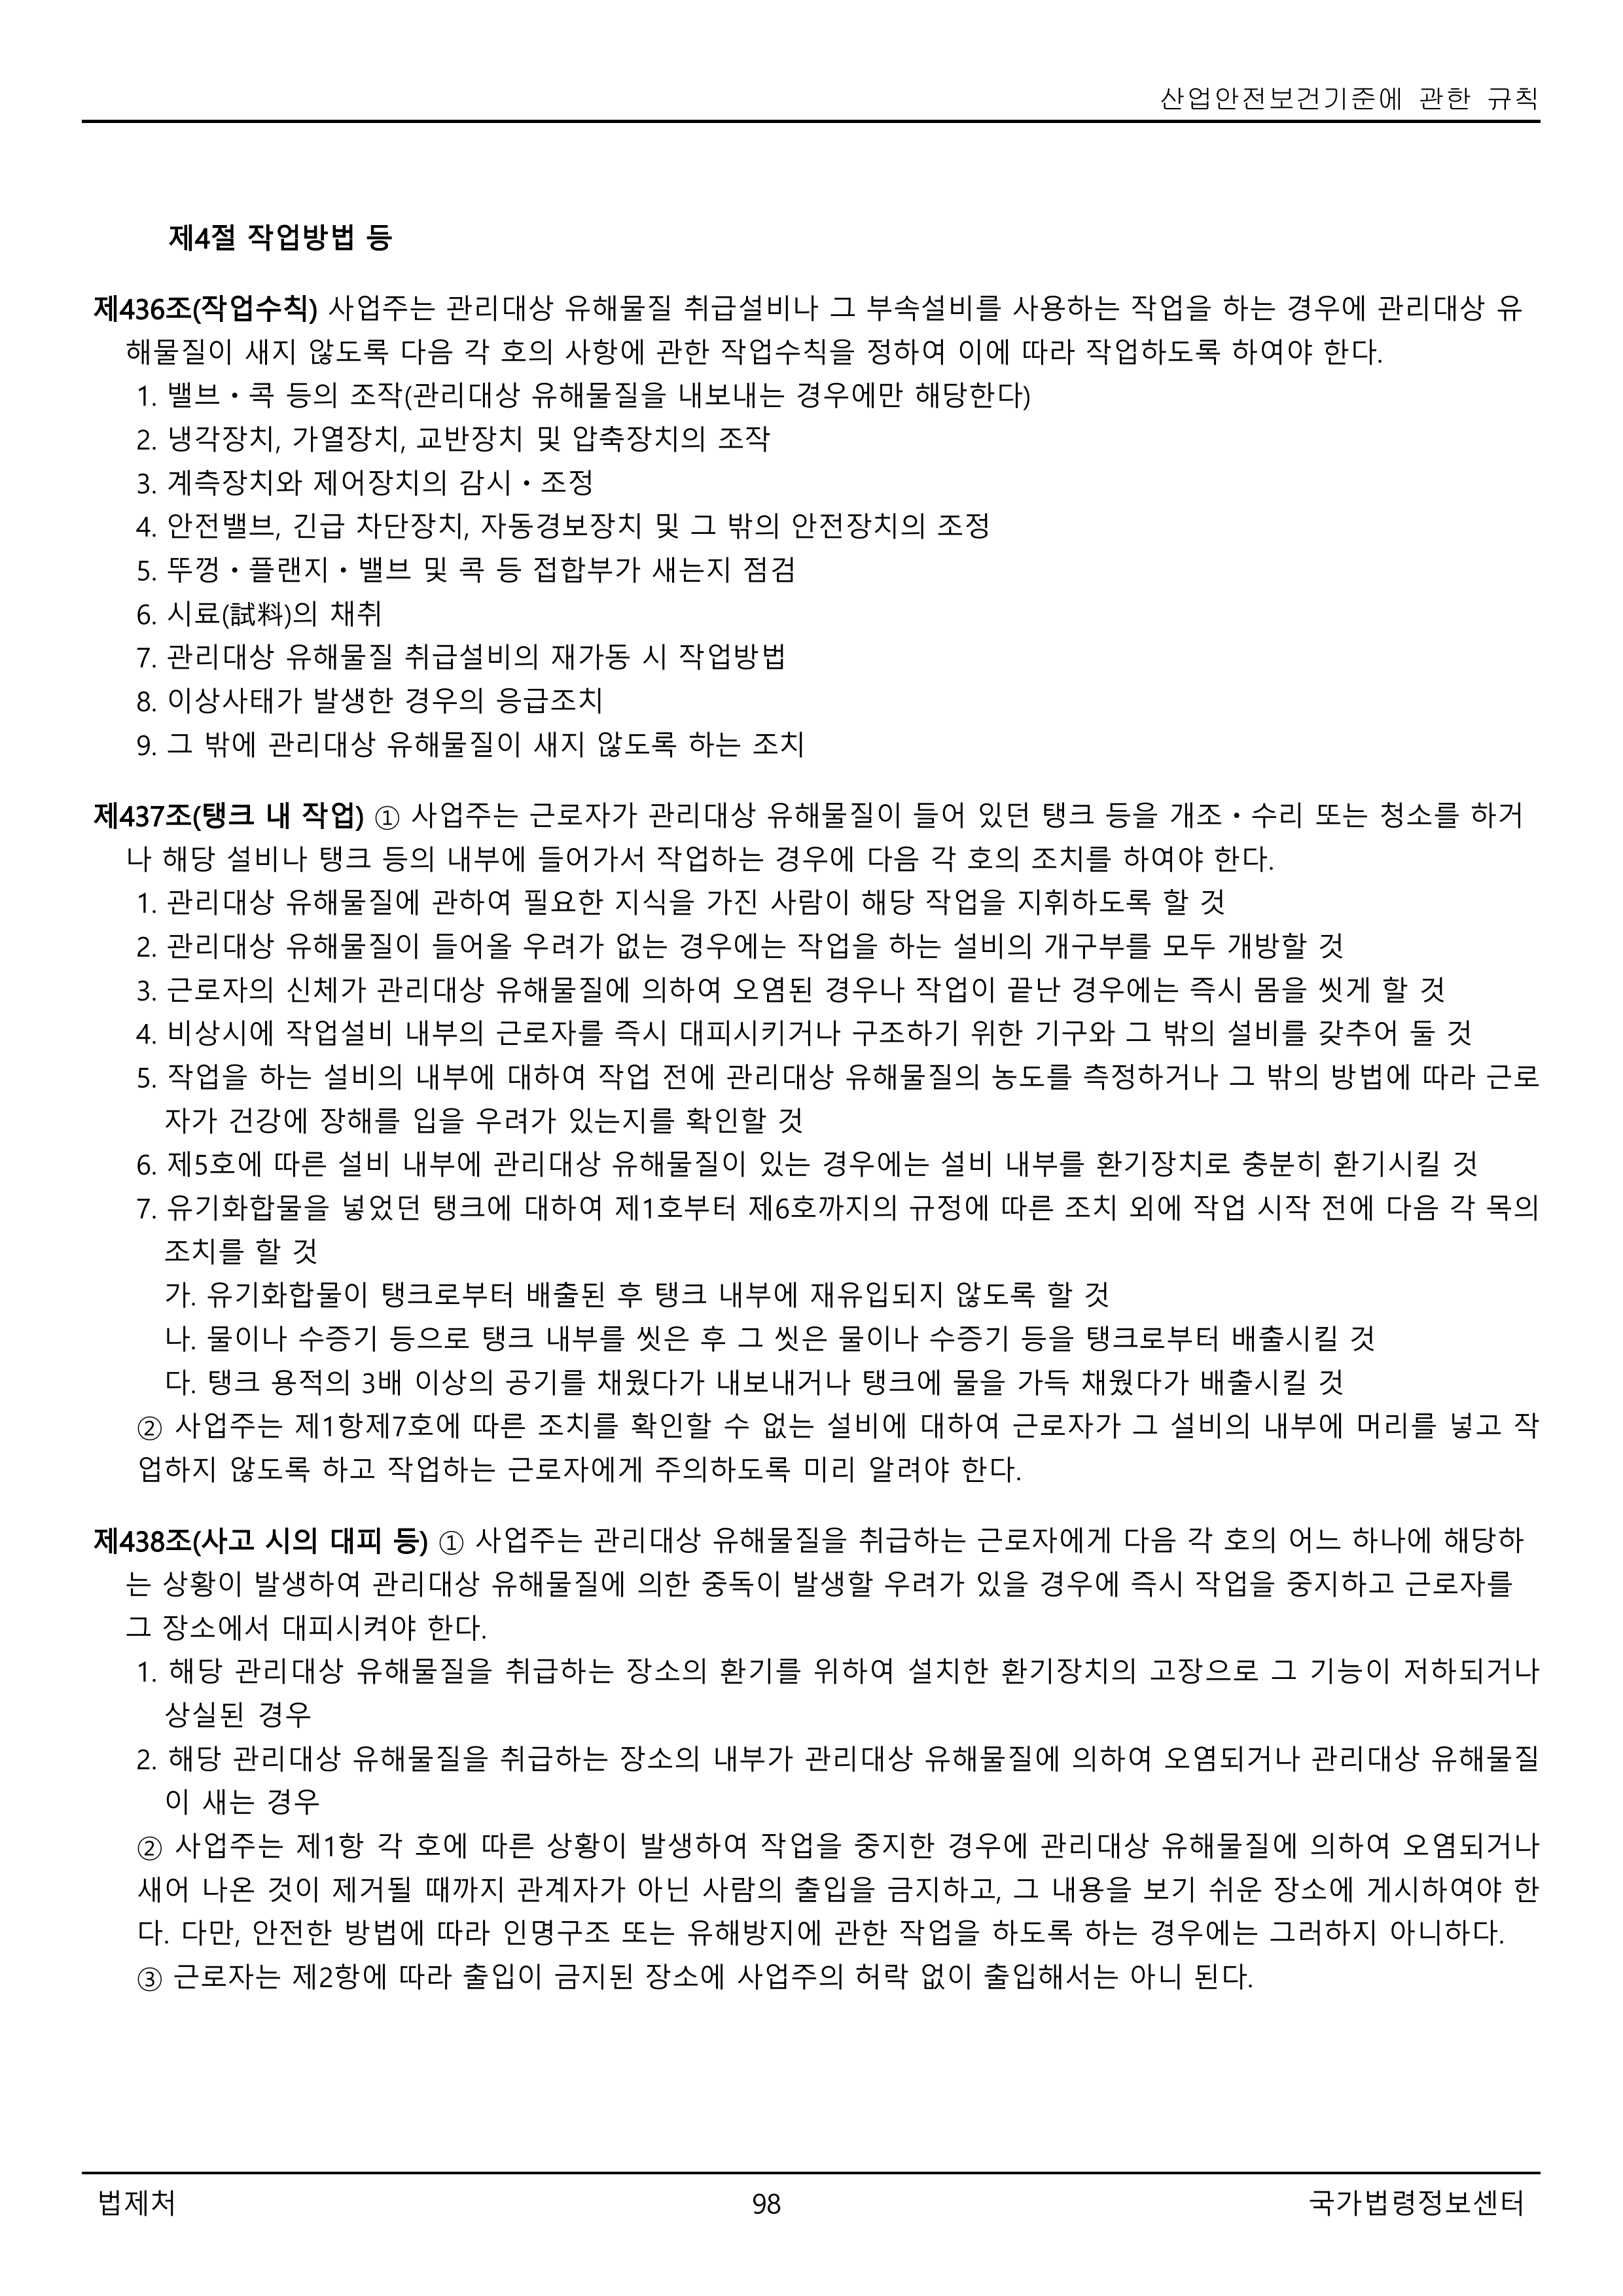 산업안전보건기준에 관한 규칙
제4절 작업방법 등
제436조(작업수칙) 사업주는 관리대상 유해물질 취급설비나 그 부속설비를 사용하는 작업을 하는 경우에 관리대상 유
해물질이 새지 않도록 다음 각 호의 사항에 관한 작업수칙을 정하여 이에 따라 작업하도록 하여야 한다.
1. 밸브ㆍ콕 등의 조작(관리대상 유해물질을 내보내는 경우에만 해당한다)
2. 냉각장치, 가열장치, 교반장치 및 압축장치의 조작
3. 계측장치와 제어장치의 감시ㆍ조정
4. 안전밸브, 긴급 차단장치, 자동경보장치 및 그 밖의 안전장치의 조정
5. 뚜껑ㆍ플랜지ㆍ밸브 및 콕 등 접합부가 새는지 점검
6. 시료(試料)의 채취
7. 관리대상 유해물질 취급설비의 재가동 시 작업방법
8. 이상사태가 발생한 경우의 응급조치
9. 그 밖에 관리대상 유해물질이 새지 않도록 하는 조치
제437조(탱크 내 작업) ① 사업주는 근로자가 관리대상 유해물질이 들어 있던 탱크 등을 개조ㆍ수리 또는 청소를 하거
나 해당 설비나 탱크 등의 내부에 들어가서 작업하는 경우에 다음 각 호의 조치를 하여야 한다.
1. 관리대상 유해물질에 관하여 필요한 지식을 가진 사람이 해당 작업을 지휘하도록 할 것
2. 관리대상 유해물질이 들어올 우려가 없는 경우에는 작업을 하는 설비의 개구부를 모두 개방할 것
3. 근로자의 신체가 관리대상 유해물질에 의하여 오염된 경우나 작업이 끝난 경우에는 즉시 몸을 씻게 할 것
4. 비상시에 작업설비 내부의 근로자를 즉시 대피시키거나 구조하기 위한 기구와 그 밖의 설비를 갖추어 둘 것
5. 작업을 하는 설비의 내부에 대하여 작업 전에 관리대상 유해물질의 농도를 측정하거나 그 밖의 방법에 따라 근로
자가 건강에 장해를 입을 우려가 있는지를 확인할 것
6. 제5호에 따른 설비 내부에 관리대상 유해물질이 있는 경우에는 설비 내부를 환기장치로 충분히 환기시킬 것
7. 유기화합물을 넣었던 탱크에 대하여 제1호부터 제6호까지의 규정에 따른 조치 외에 작업 시작 전에 다음 각 목의
조치를 할 것
가. 유기화합물이 탱크로부터 배출된 후 탱크 내부에 재유입되지 않도록 할 것
나. 물이나 수증기 등으로 탱크 내부를 씻은 후 그 씻은 물이나 수증기 등을 탱크로부터 배출시킬 것
다. 탱크 용적의 3배 이상의 공기를 채웠다가 내보내거나 탱크에 물을 가득 채웠다가 배출시킬 것
② 사업주는 제1항제7호에 따른 조치를 확인할 수 없는 설비에 대하여 근로자가 그 설비의 내부에 머리를 넣고 작
업하지 않도록 하고 작업하는 근로자에게 주의하도록 미리 알려야 한다.
제438조(사고 시의 대피 등) ① 사업주는 관리대상 유해물질을 취급하는 근로자에게 다음 각 호의 어느 하나에 해당하
는 상황이 발생하여 관리대상 유해물질에 의한 중독이 발생할 우려가 있을 경우에 즉시 작업을 중지하고 근로자를
그 장소에서 대피시켜야 한다.
1. 해당 관리대상 유해물질을 취급하는 장소의 환기를 위하여 설치한 환기장치의 고장으로 그 기능이 저하되거나
상실된 경우
2. 해당 관리대상 유해물질을 취급하는 장소의 내부가 관리대상 유해물질에 의하여 오염되거나 관리대상 유해물질
이 새는 경우
② 사업주는 제1항 각 호에 따른 상황이 발생하여 작업을 중지한 경우에 관리대상 유해물질에 의하여 오염되거나
새어 나온 것이 제거될 때까지 관계자가 아닌 사람의 출입을 금지하고, 그 내용을 보기 쉬운 장소에 게시하여야 한
다. 다만, 안전한 방법에 따라 인명구조 또는 유해방지에 관한 작업을 하도록 하는 경우에는 그러하지 아니하다.
③ 근로자는 제2항에 따라 출입이 금지된 장소에 사업주의 허락 없이 출입해서는 아니 된다.
법제처
98
국가법령정보센터